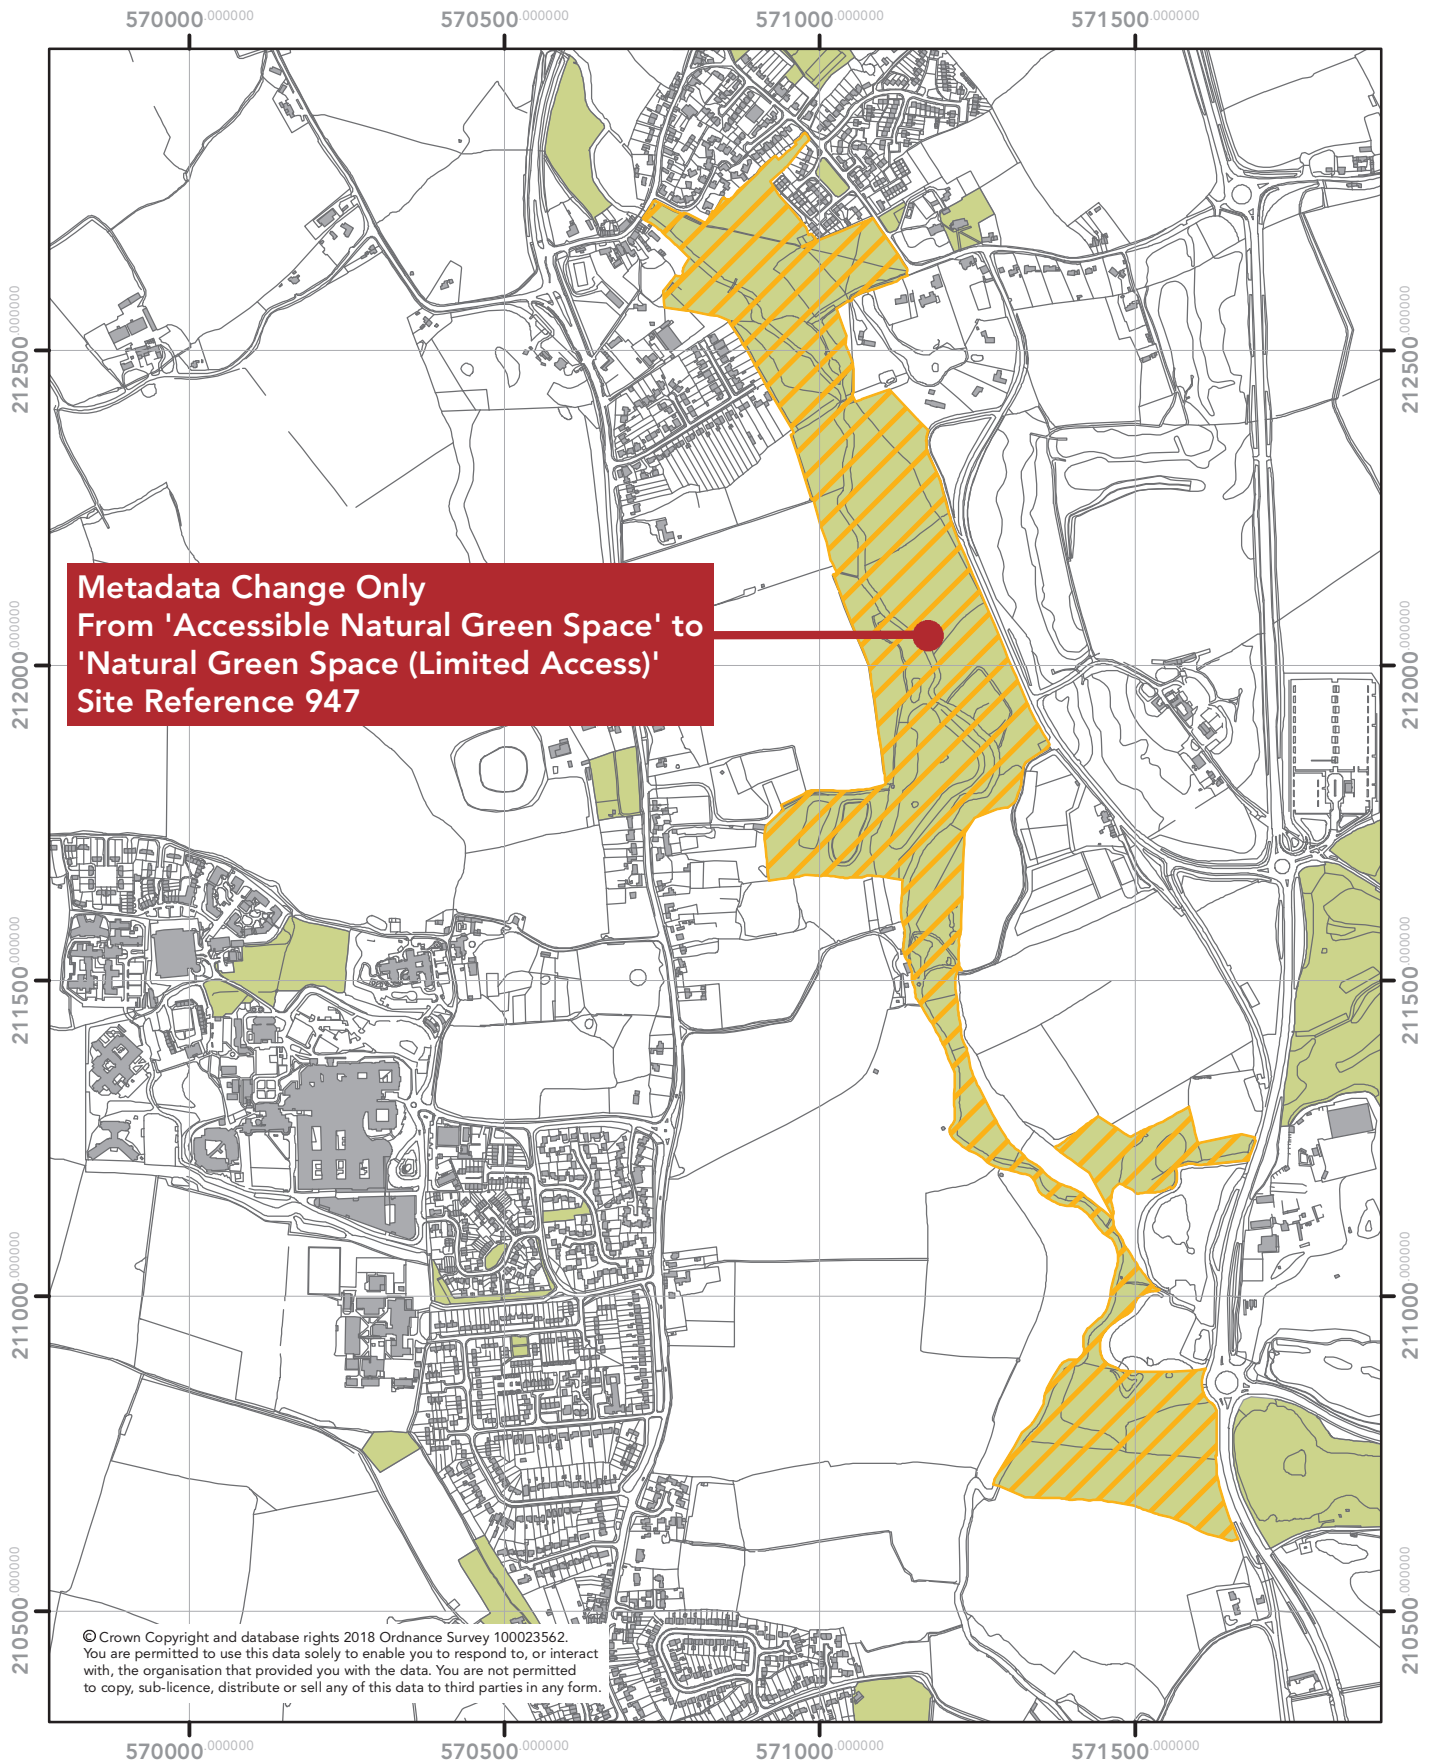 570000.000000 570500.000000 571000.000000 571500.000000
212500.000000
212500.000000
Metadata Change Only
From 'Accessible Natural Green Space' to
'Natural Green Space (Limited Access)'
Site Reference 947
212000.000000
212000.000000
211500.000000
211500.000000
211000.000000
211000.000000
210500.000000
210500.000000
© Crown Copyright and database rights 2018 Ordnance Survey 100023562.
You are permitted to use this data solely to enable you to respond to, or interact
with, the organisation that provided you with the data. You are not permitted
to copy, sub-licence, distribute or sell any of this data to third parties in any form.
570000.000000 570500.000000 571000.000000 571500.000000